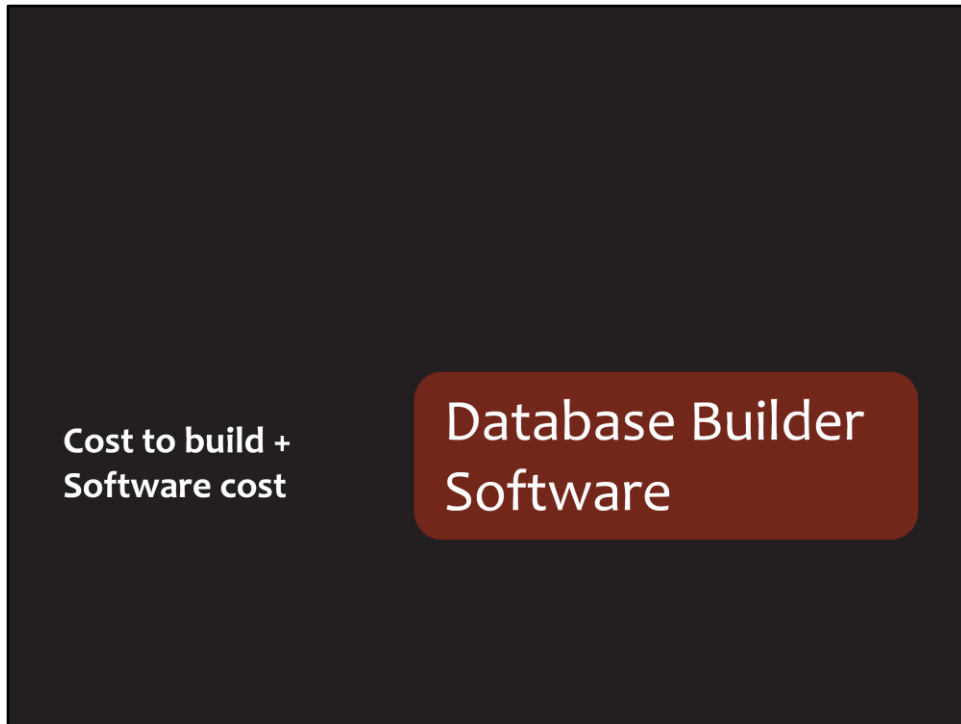 Cost to build +
Software cost
Database Builder
Software